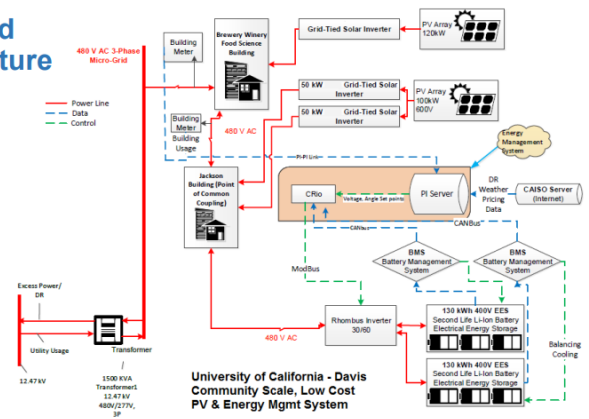 d
ture
480 V AC 3-Phase
Micro-Grid
Building
Meter
Brewery Winery
Food Science
Building
Grid-Tied Solar Inverter
PV Array
120kW
Power Line
Data
Control
50 kW Grid-Tied Solar
Inverter
50 kW Grid-Tied Solar
Inverter
PV Array
100kW
600V
Building
Meter
Building
Usage
480 V AC
Energy
Management
System
PI-PI Link
Jackson
Building (Point
of Common
Coupling)
CRio
Voltage, Angle Set points
PI Server
DR
Weather
Pricing
Data
CAISO Server
(Internet)
CANBus
CANBus
ModBus
BMS
Battery Management
System
BMS
Battery Management
System
Excess Power/
DR
Utility Usage
Transformer
12.47 kV
1500 KVA
Transformer1
12.47 kV
480V/277V,
3P
480 V AC
Rhombus Inverter
30/60
130 kWh 400V EES
Second Life Li-Ion Battery
Electrical Energy Storage
130 kWh 400V EES
Second Life Li-Ion Battery
Electrical Energy Storage
Balancing
Cooling
University of California - Davis
Community Scale, Low Cost
PV & Energy Mgmt System